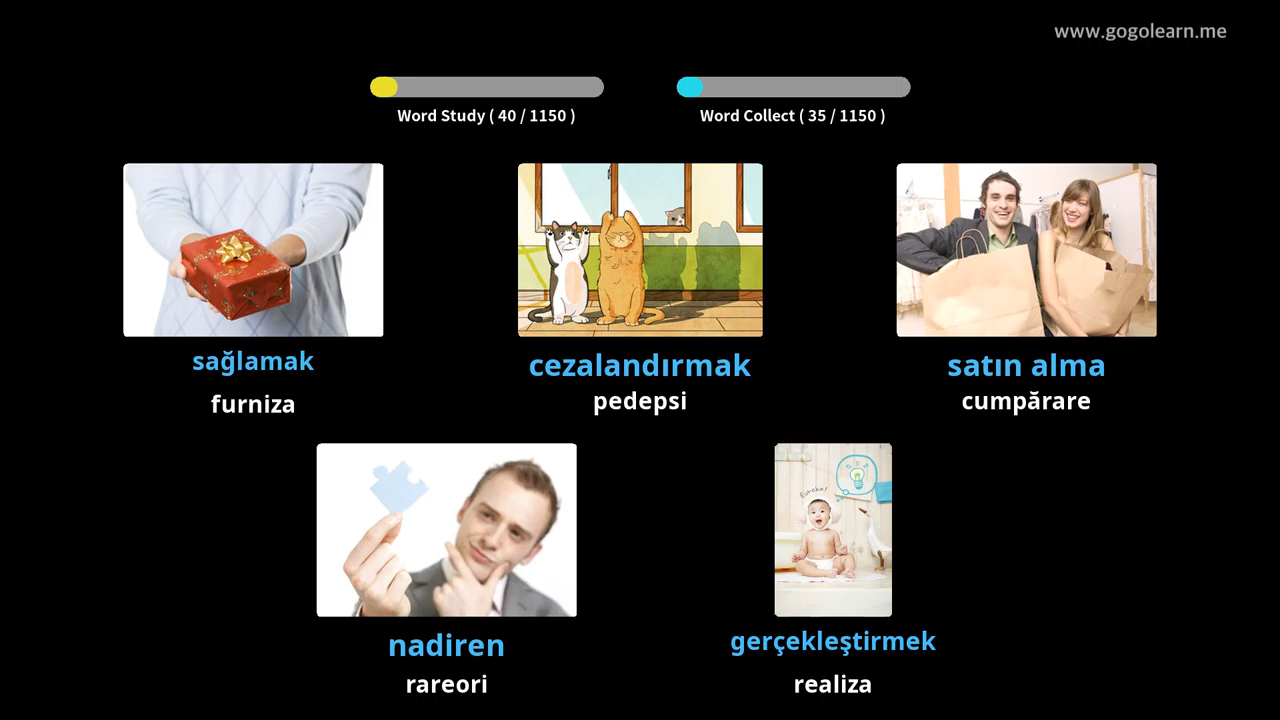 www.gogolearn.me
Word Study ( 40 / 1150 )
Word Collect ( 35 / 1150 )
sağlamak
furniza
cezalandırmak
pedepsi
satın alma
cumpărare
Eureka!
nadiren
rareori
gerçekleştirmek
realiza